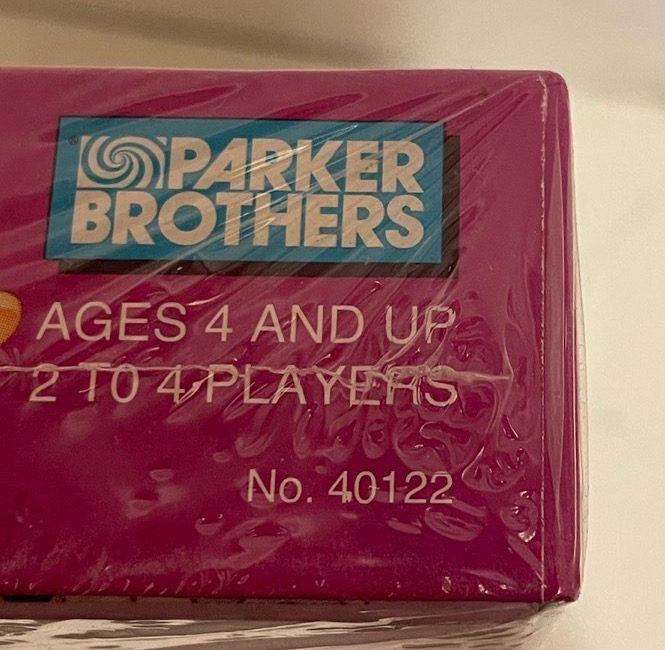 ® PARKER
BROTHERS
AGES 4 AND UP
2 TO 4 PLAYERS
No. 40122